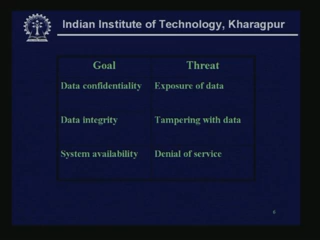 Indian Institute of Technology, Kharagpur
Goal Threat
Data confidentiality Exposure of data
Data integrity Tampering with data
System availability Denial of service